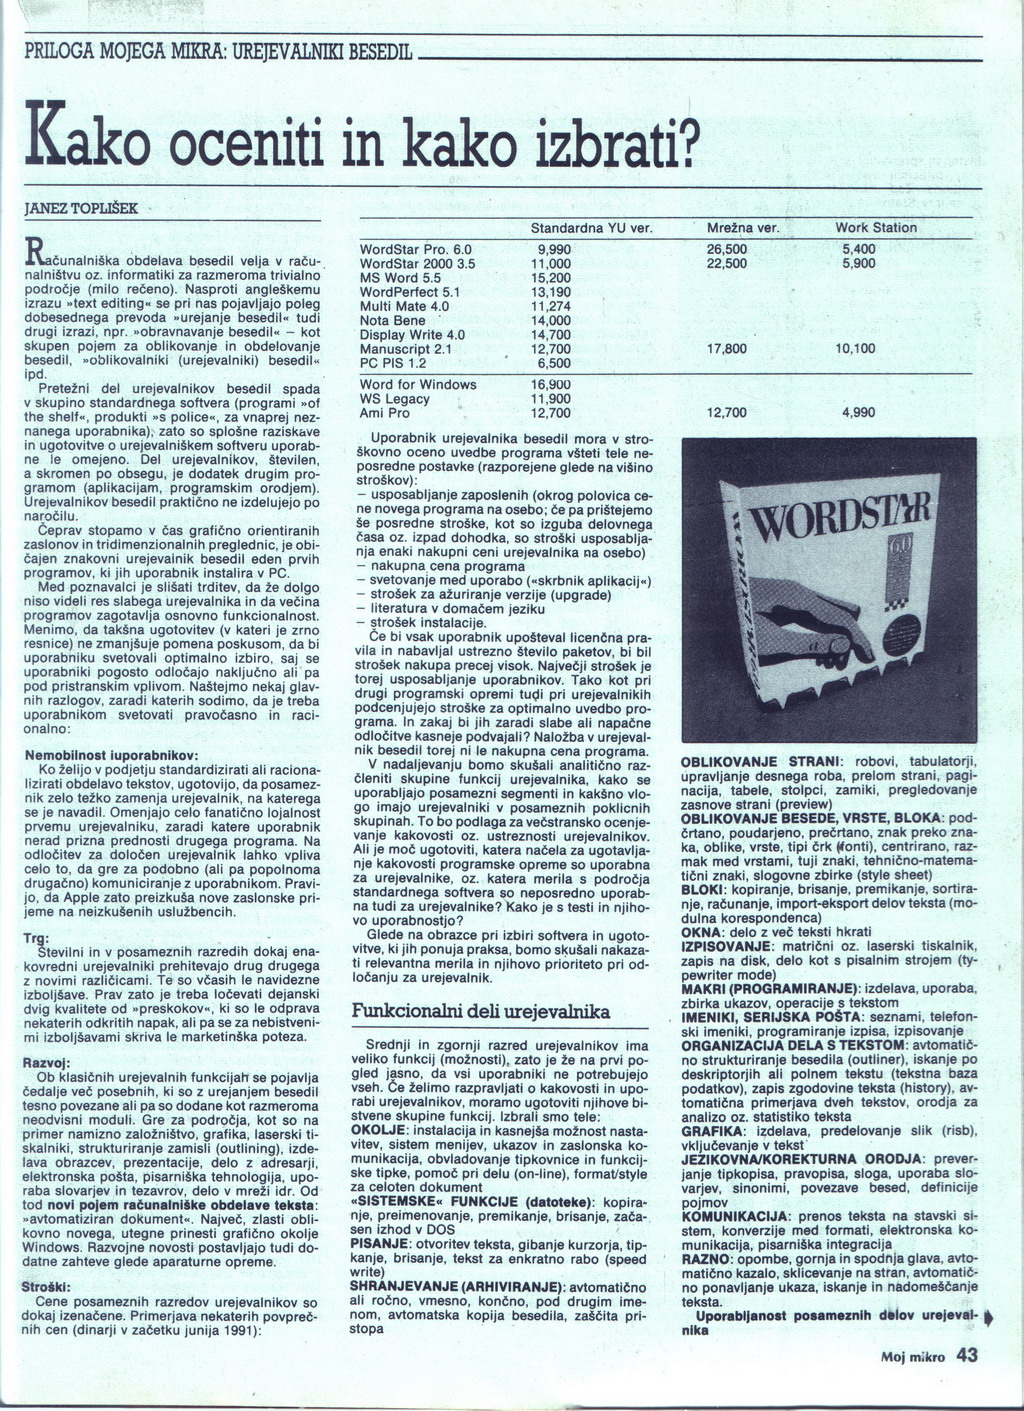 PRILOGA MOJEGA MIKRA: UREJEVALNIKI BESEDIL
Kako oceniti in kako izbrati?
JANEZ TOPLIŠEK
Računalniška obdelava besedil velja v raču-
nalništvu oz. informatiki za razmeroma trivialno
področje (milo rečeno). Nasproti angleškemu
izrazu »text editing« se pri nas pojavljajo poleg
dobesednega prevoda »urejanje besedil« tudi
drugi izrazi, npr. »obravnavanje besedil« – kot
skupen pojem za oblikovanje in obdelovanje
besedil, »oblikovalniki (urejevalniki) besedil«
ipd.
Pretežni del urejevalnikov besedil spada
v skupino standardnega softvera (programi »of
the shelf«, produkti »s police«, za vnaprej nez-
nanega uporabnika); zato so splošne raziskave
in ugotovitve o urejevalniškem softveru uporab-
ne le omejeno. Del urejevalnikov, številen,
a skromen po obsegu, je dodatek drugim pro-
gramom (aplikacijam, programskim orodjem).
Urejevalnikov besedil praktično ne izdelujejo po
naročilu.
Čeprav stopamo v čas grafično orientiranih
zaslonov in tridimenzionalnih preglednic, je obi-
čajen znakovni urejevalnik besedil eden prvih
programov, ki jih uporabnik instalira v PC.
Med poznavalci je slišati trditev, da že dolgo
niso videli res slabega urejevalnika in da večina
programov zagotavlja osnovno funkcionalnost.
Menimo, da takšna ugotovitev (v kateri je zrno
resnice) ne zmanjšuje pomena poskusom, da bi
uporabniku svetovali optimalno izbiro, saj se
uporabniki pogosto odločajo naključno ali pa
pod pristranskim vplivom. Naštejmo nekaj glav-
nih razlogov, zaradi katerih sodimo, da je treba
uporabnikom svetovati pravočasno in raci-
onalno:
Nemobilnost iuporabnikov:
Ko želijo v podjetju standardizirati ali raciona-
lizirati obdelavo tekstov, ugotovijo, da posamez-
nik zelo težko zamenja urejevalnik, na katerega
se je navadil. Omenjajo celo fanatično lojalnost
prvemu urejevalniku, zaradi katere uporabnik
nerad prizna prednosti drugega programa. Na
odločitev za določen urejevalnik lahko vpliva
celo to, da gre za podobno (ali pa popolnoma
drugačno) komuniciranje z uporabnikom. Pravi-
jo, da Apple zato preizkuša nove zaslonske pri-
jeme na neizkušenih uslužbencih.
Trg:
Številni in v posameznih razredih dokaj ena-
kovredni urejevalniki prehitevajo drug drugega
z novimi različicami. Te so včasih le navidezne
izboljšave. Prav zato je treba ločevati dejanski
dvig kvalitete od »preskokov«, ki so le odprava
nekaterih odkritih napak, ali pa se za nebistveni-
mi izboljšavami skriva le marketinška poteza.
Razvoj:
Ob klasičnih urejevalnih funkcijah se pojavlja
čedalje več posebnih, ki so z urejanjem besedil
tesno povezane ali pa so dodane kot razmeroma
neodvisni moduli. Gre za področja, kot so na
primer namizno založništvo, grafika, laserski ti-
skalniki, strukturiranje zamisli (outlining), izde-
lava obrazcev, prezentacije, delo z adresarji,
elektronska pošta, pisarniška tehnologija, upo-
raba slovarjev in tezavrov, delo v mreži idr. Od
tod novi pojem računalniške obdelave teksta:
»avtomatiziran dokument«. Največ, zlasti obli-
kovno novega, utegne prinesti grafično okolje
Windows. Razvojne novosti postavljajo tudi do-
datne zahteve glede aparaturne opreme.
Stroški:
Cene posameznih razredov urejevalnikov so
dokaj izenačene. Primerjava nekaterih povpreč-
nih cen (dinarji v začetku junija 1991):
Standardna YU ver. Mrežna ver. Work Station
WordStar Pro. 6.0 9,990 26,500 5,400
WordStar 2000 3.5 11,000 22,500 5,900
MS Word 5.5 15,200
WordPerfect 5.1 13,190
Multi Mate 4.0 11,274
Nota Bene 14,000
Display Write 4.0 14,700
Manuscript 2.1 12,700 17,800 10,100
PC PIS 1.2 6,500
Word for Windows 16,900
WS Legacy 11,900
Ami Pro 12,700 12,700 4,990
Uporabnik urejevalnika besedil mora v stro-
škovno oceno uvedbe programa všteti tele ne-
posredne postavke (razporejene glede na višino
stroškov):
– usposabljanje zaposlenih (okrog polovica ce-
ne novega programa na osebo; če pa prištejemo
še posredne stroške, kot so izguba delovnega
časa oz. izpad dohodka, so stroški usposablja-
nja enaki nakupni ceni urejevalnika na osebo)
– nakupna cena programa
– svetovanje med uporabo («skrbnik aplikacij«)
– strošek za ažuriranje verzije (upgrade)
– literatura v domačem jeziku
– strošek instalacije.
Če bi vsak uporabnik upošteval licenčna pra-
vila in nabavljal ustrezno število paketov, bi bil
strošek nakupa precej visok. Največji strošek je
torej usposabljanje uporabnikov. Tako kot pri
drugi programski opremi tudi pri urejevalnikih
podcenjujejo stroške za optimalno uvedbo pro-
grama. In zakaj bi jih zaradi slabe ali napačne
odločitve kasneje podvajali? Naložba v urejeval-
nik besedil torej ni le nakupna cena programa.
V nadaljevanju bomo skušali analitično raz-
členiti skupine funkcij urejevalnika, kako se
uporabljajo posamezni segmenti in kakšno vlo-
go imajo urejevalniki v posameznih poklicnih
skupinah. To bo podlaga za večstransko ocenje-
vanje kakovosti oz. ustreznosti urejevalnikov.
Ali je moč ugotoviti, katera načela za ugotavlja-
nje kakovosti programske opreme so uporabna
za urejevalnike, oz. katera merila s področja
standardnega softvera so neposredno uporab-
na tudi za urejevalnike? Kako je s testi in njiho-
vo uporabnostjo?
Glede na obrazce pri izbiri softvera in ugoto-
vitve, ki jih ponuja praksa, bomo skušali nakaza-
ti relevantna merila in njihovo prioriteto pri od-
ločanju za urejevalnik.
Funkcionalni deli urejevalnika
Srednji in zgornji razred urejevalnikov ima
veliko funkcij (možnosti), zato je že na prvi po-
gled jasno, da vsi uporabniki ne potrebujejo
vseh. Če želimo razpravljati o kakovosti in upo-
rabi urejevalnikov, moramo ugotoviti njihove bi-
stvene skupine funkcij. Izbrali smo tele:
OKOLJE: instalacija in kasnejša možnost nasta-
vitev, sistem menijev, ukazov in zaslonska ko-
munikacija, obvladovanje tipkovnice in funkcij-
ske tipke, pomoč pri delu (on-line), format/style
za celoten dokument
«SISTEMSKE« FUNKCIJE (datoteke): kopira-
nje, preimenovanje, premikanje, brisanje, zača-
sen izhod v DOS
PISANJE: otvoritev teksta, gibanje kurzorja, tip-
kanje, brisanje, tekst za enkratno rabo (speed
write)
SHRANJEVANJE (ARHIVIRANJE): avtomatično
ali ročno, vmesno, končno, pod drugim ime-
nom, avtomatska kopija besedila, zaščita pri-
stopa
WORDSTAR
6.0
WORDSTAR
OBLIKOVANJE STRANI: robovi, tabulatorji,
upravljanje desnega roba, prelom strani, pagi-
nacija, tabele, stolpci, zamiki, pregledovanje
zasnove strani (preview)
OBLIKOVANJE BESEDE, VRSTE, BLOKA: pod-
črtano, poudarjeno, prečrtano, znak preko zna-
ka, oblike, vrste, tipi črk (fonti), centrirano, raz-
mak med vrstami, tuji znaki, tehnično-matema-
tični znaki, slogovne zbirke (style sheet)
BLOKI: kopiranje, brisanje, premikanje, sortira-
nje, računanje, import-eksport delov teksta (mo-
dulna korespondenca)
OKNA: delo z več teksti hkrati
IZPISOVANJE: matrični oz. laserski tiskalnik,
zapis na disk, delo kot s pisalnim strojem (ty-
pewriter mode)
MAKRI (PROGRAMIRANJE): izdelava, uporaba,
zbirka ukazov, operacije s tekstom
IMENIKI, SERIJSKA POŠTA: seznami, telefon-
ski imeniki, programiranje izpisa, izpisovanje
ORGANIZACIJA DELA S TEKSTOM: avtomatič-
no strukturiranje besedila (outliner), iskanje po
deskriptorjih ali polnem tekstu (tekstna baza
podatkov), zapis zgodovine teksta (history), av-
tomatična primerjava dveh tekstov, orodja za
analizo oz. statistiko teksta
GRAFIKA: izdelava, predelovanje slik (risb),
vključevanje v tekst
JEZIKOVNA/KOREKTURNA ORODJA: prever-
janje tipkopisa, pravopisa, sloga, uporaba slo-
varjev, sinonimi, povezave besed, definicije
pojmov
KOMUNIKACIJA: prenos teksta na stavski si-
stem, konverzije med formati, elektronska ko-
munikacija, pisarniška integracija
RAZNO: opombe, gornja in spodnja glava, avto-
matično kazalo, sklicevanje na stran, avtomatič-
no ponavljanje ukaza, iskanje in nadomeščanje
teksta.
Uporabljanost posameznih delov urejeval-
nika
Moj mikro 43